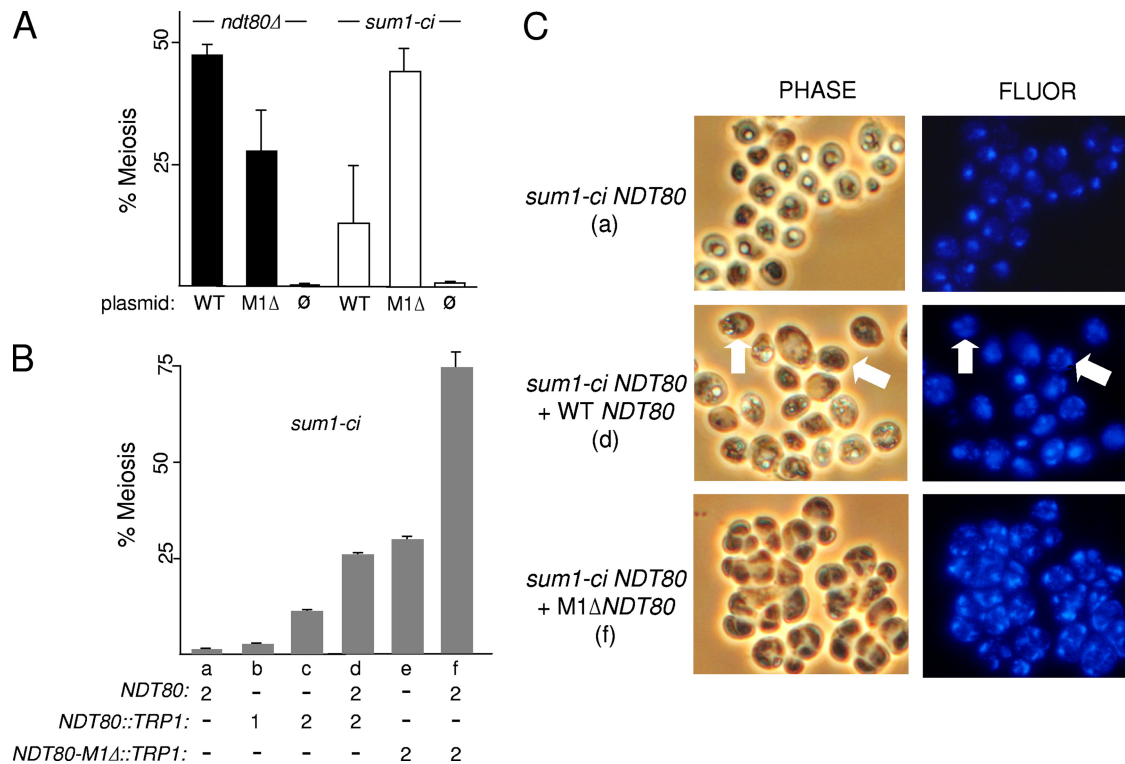 A
ndt80Δ
sum1-ci
50
25
% Meiosis
plasmid: WT M1Δ Ø WT M1Δ Ø
B
75
50
25
% Meiosis
sum1-ci
a b c d e f
NDT80: 2 - - 2 - 2
NDT80::TRP1: - 1 2 2 - -
NDT80-M1Δ::TRP1: - - - - 2 2
C
PHASE FLUOR
sum1-ci NDT80
(a)
sum1-ci NDT80
+ WT NDT80
(d)
sum1-ci NDT80
+ M1ΔNDT80
(f)